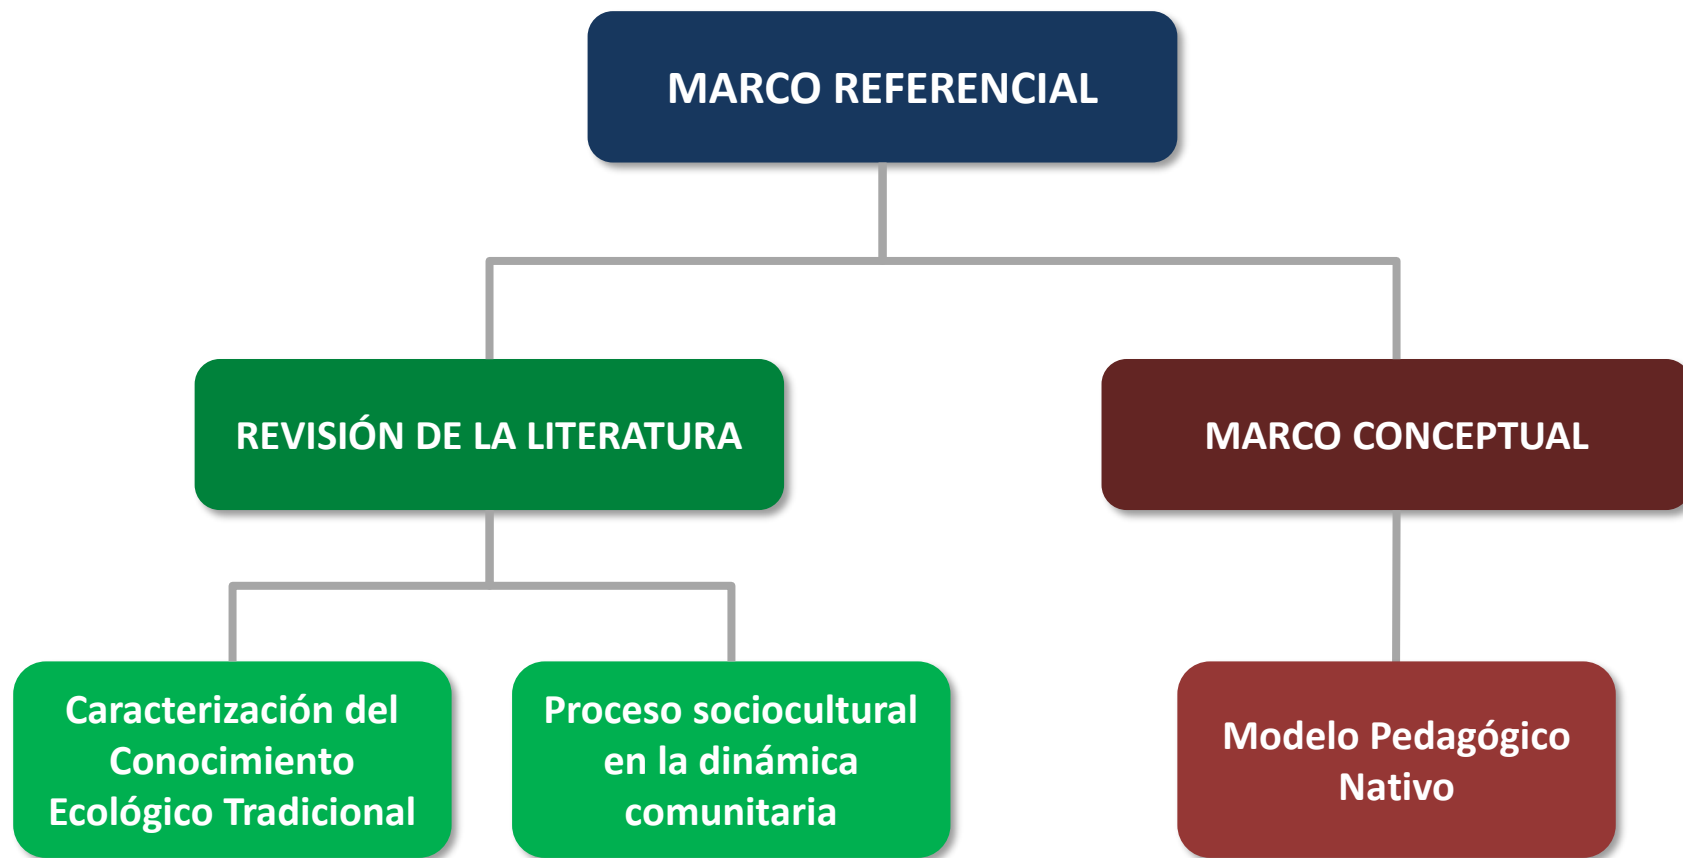 MARCO REFERENCIAL
REVISIÓN DE LA LITERATURA
MARCO CONCEPTUAL
Caracterización del
Conocimiento
Ecológico Tradicional
Proceso sociocultural
en la dinámica
comunitaria
Modelo Pedagógico
Nativo